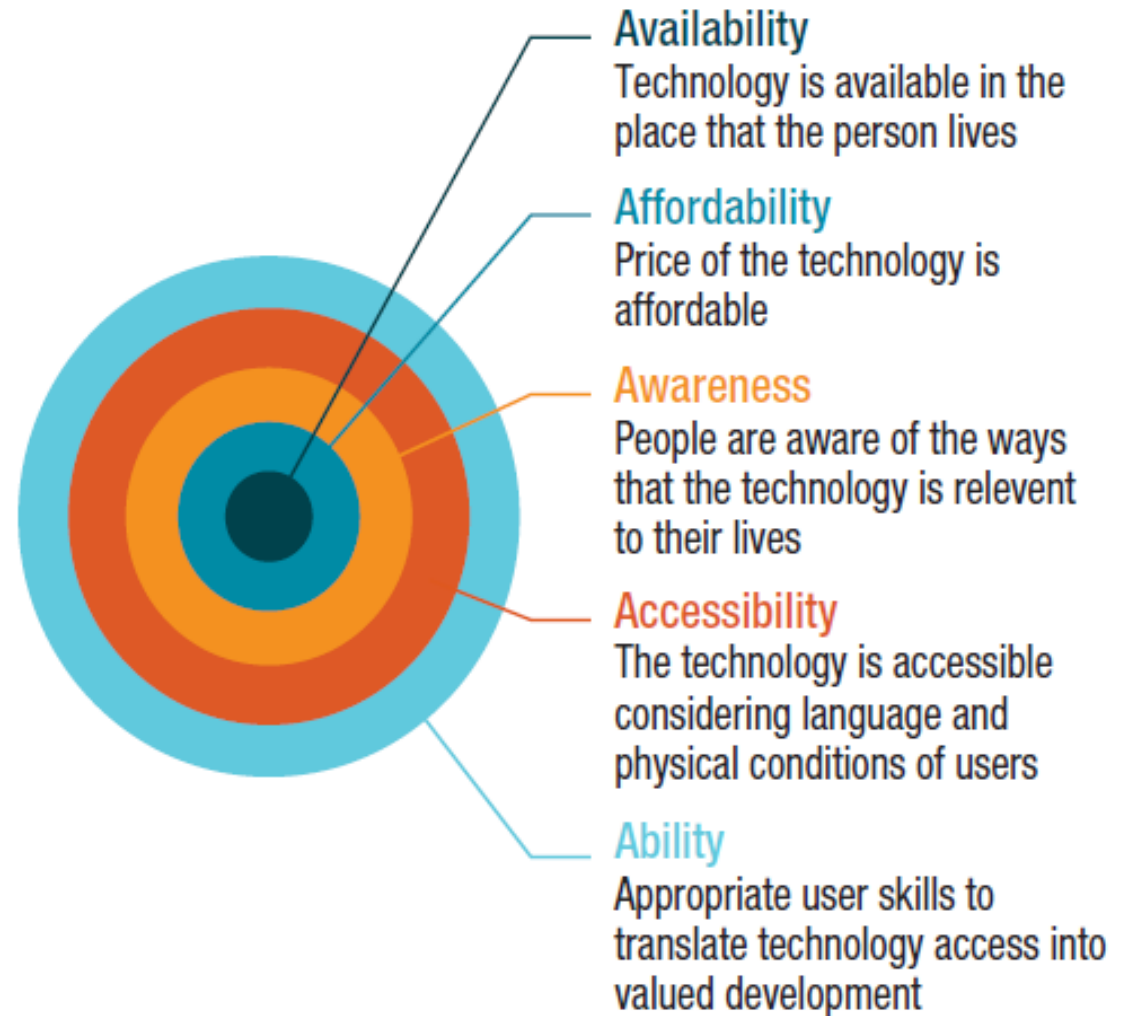 Availability
Technology is available in the
place that the person lives
Affordability
Price of the technology is
affordable
Awareness
People are aware of the ways
that the technology is relevent
to their lives
Accessibility
The technology is accessible
considering language and
physical conditions of users
Ability
Appropriate user skills to
translate technology access into
valued development